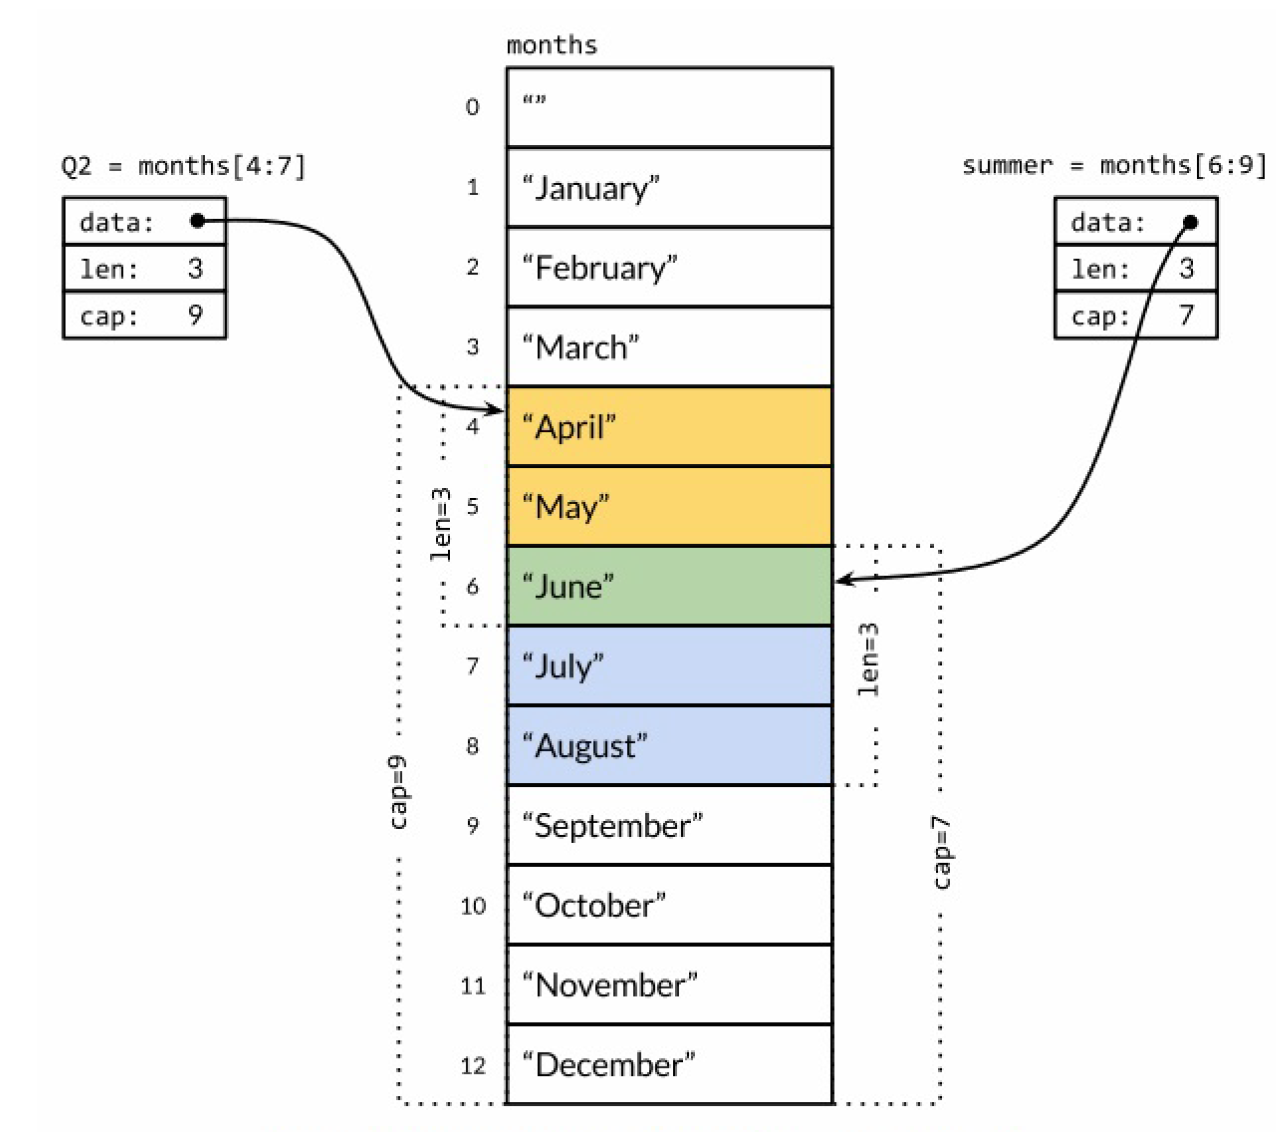 months
Q2 = months[4:7]
data:
len: 3
cap: 9
summer = months[6:9]
data:
len: 3
cap: 7
0 “”
1 “January”
2 “February”
3 “March”
4 “April”
5 “May”
6 “June”
7 “July”
8 “August”
9 “September”
10 “October”
11 “November”
12 “December”
len=3
cap=9
len=3
cap=7